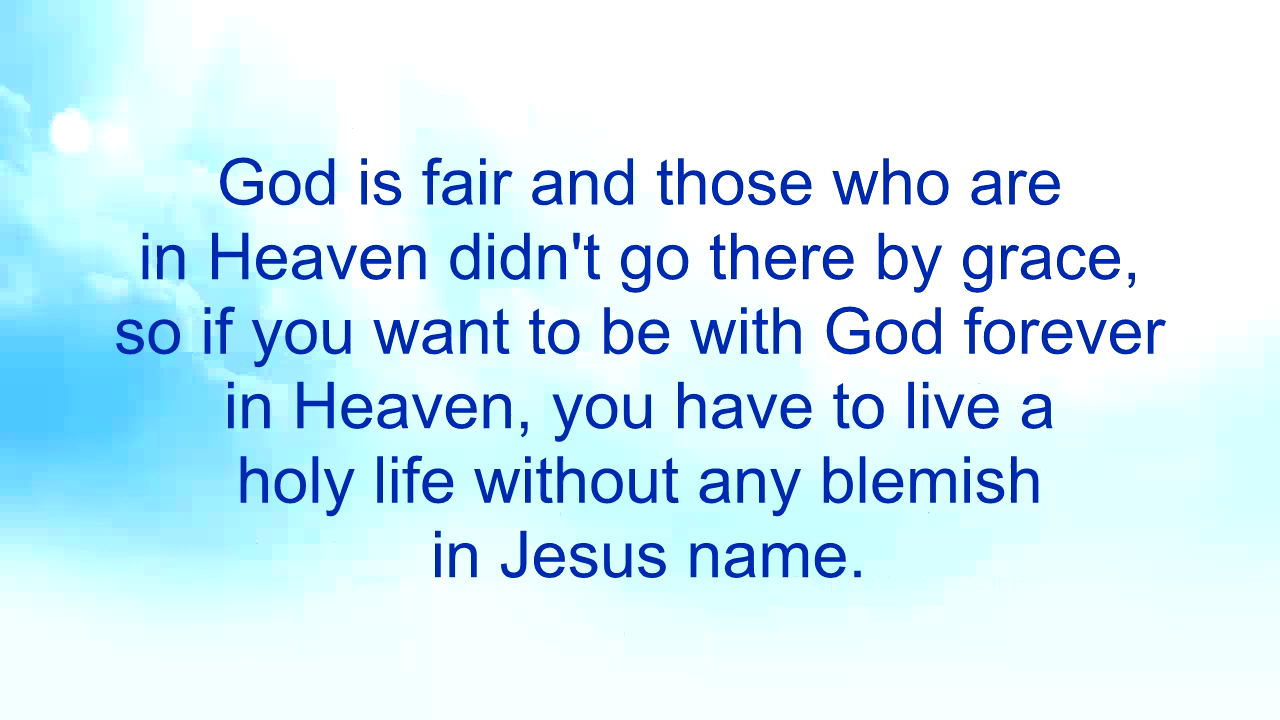 God is fair and those who are
in Heaven didn't go there by grace,
so if you want to be with God forever
in Heaven, you have to live a
holy life without any blemish
in Jesus name.